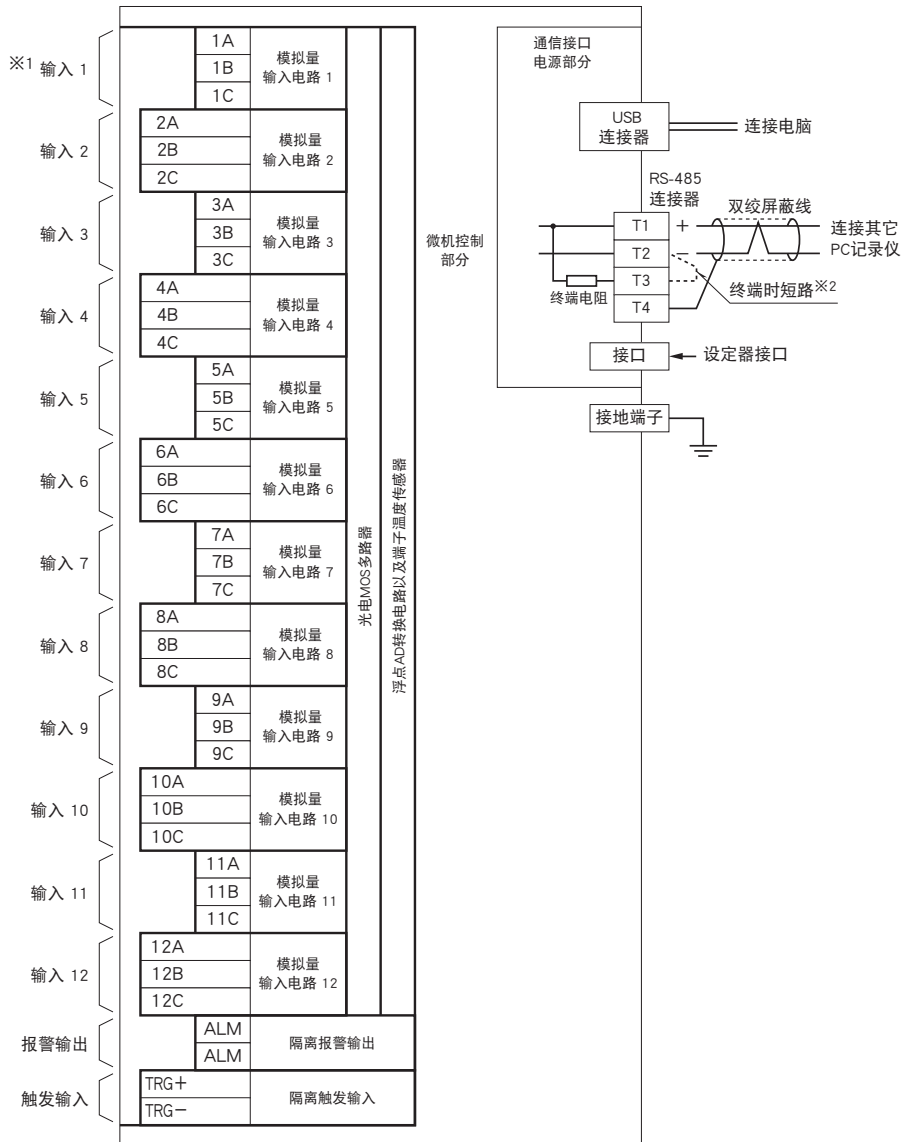 ※1 输入 1
1A
1B
1C
模拟量
输入电路 1
输入 2
2A
2B
2C
模拟量
输入电路 2
输入 3
3A
3B
3C
模拟量
输入电路 3
输入 4
4A
4B
4C
模拟量
输入电路 4
输入 5
5A
5B
5C
模拟量
输入电路 5
输入 6
6A
6B
6C
模拟量
输入电路 6
输入 7
7A
7B
7C
模拟量
输入电路 7
输入 8
8A
8B
8C
模拟量
输入电路 8
输入 9
9A
9B
9C
模拟量
输入电路 9
输入 10
10A
10B
10C
模拟量
输入电路 10
输入 11
11A
11B
11C
模拟量
输入电路 11
输入 12
12A
12B
12C
模拟量
输入电路 12
报警输出
ALM
ALM
隔离报警输出
触发输入
TRG+
TRG−
隔离触发输入
光电MOS多路器
浮点AD转换电路以及端子温度传感器
微机控制
部分
通信接口
电源部分
USB
连接器
连接电脑
RS-485
连接器
双绞屏蔽线
T1
+
T2
−
T3
T4
连接其它
PC记录仪
终端电阻
终端时短路※2
接口
设定器接口
接地端子